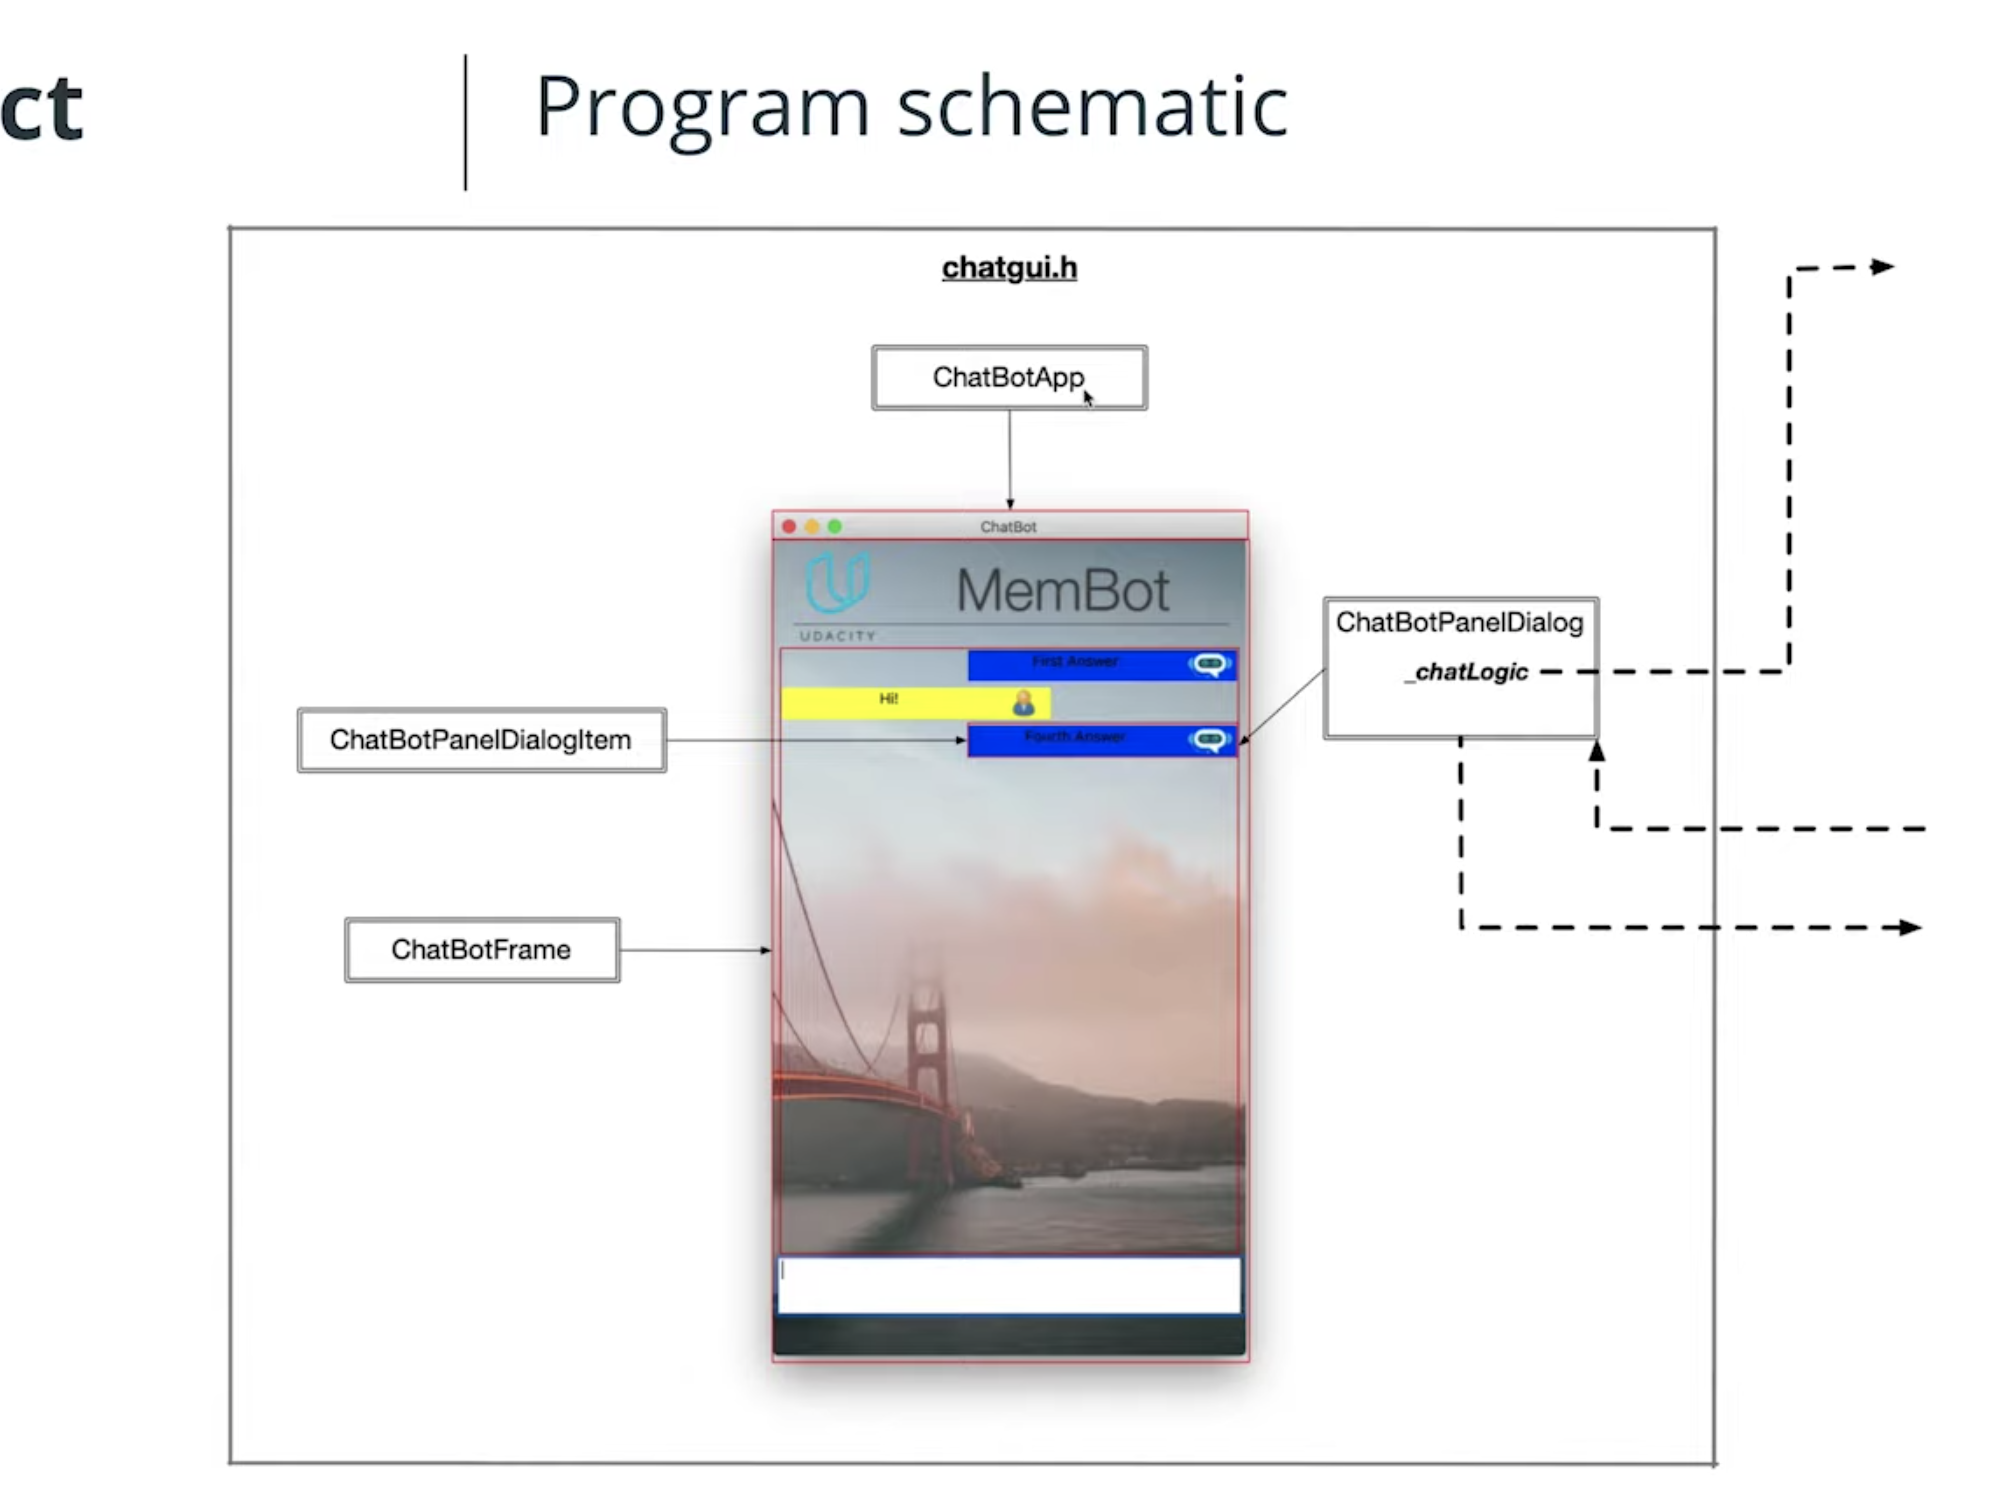 ct
Program schematic
chatgui.h
ChatBotApp
ChatBot
MemBot
UDACITY
First Answer
Hi!
Fourth Answer
ChatBotPanelDialog
_chatLogic
ChatBotPanelDialogItem
ChatBotFrame